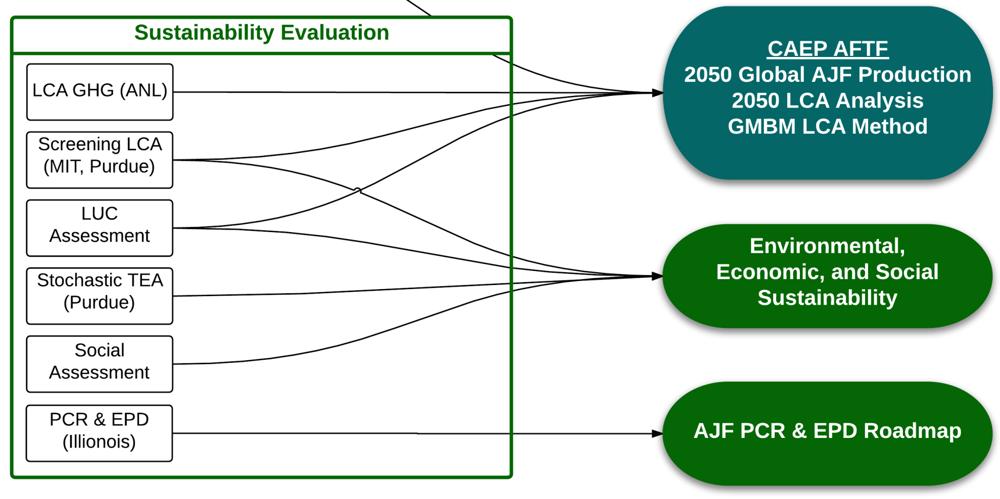 Sustainability Evaluation
LCA GHG (ANL)
Screening LCA
(MIT, Purdue)
LUC
Assessment
Stochastic TEA
(Purdue)
Social
Assessment
PCR & EPD
(Illionois)
CAEP AFTF
2050 Global AJF Production
2050 LCA Analysis
GMBM LCA Method
Environmental,
Economic, and Social
Sustainability
AJF PCR & EPD Roadmap